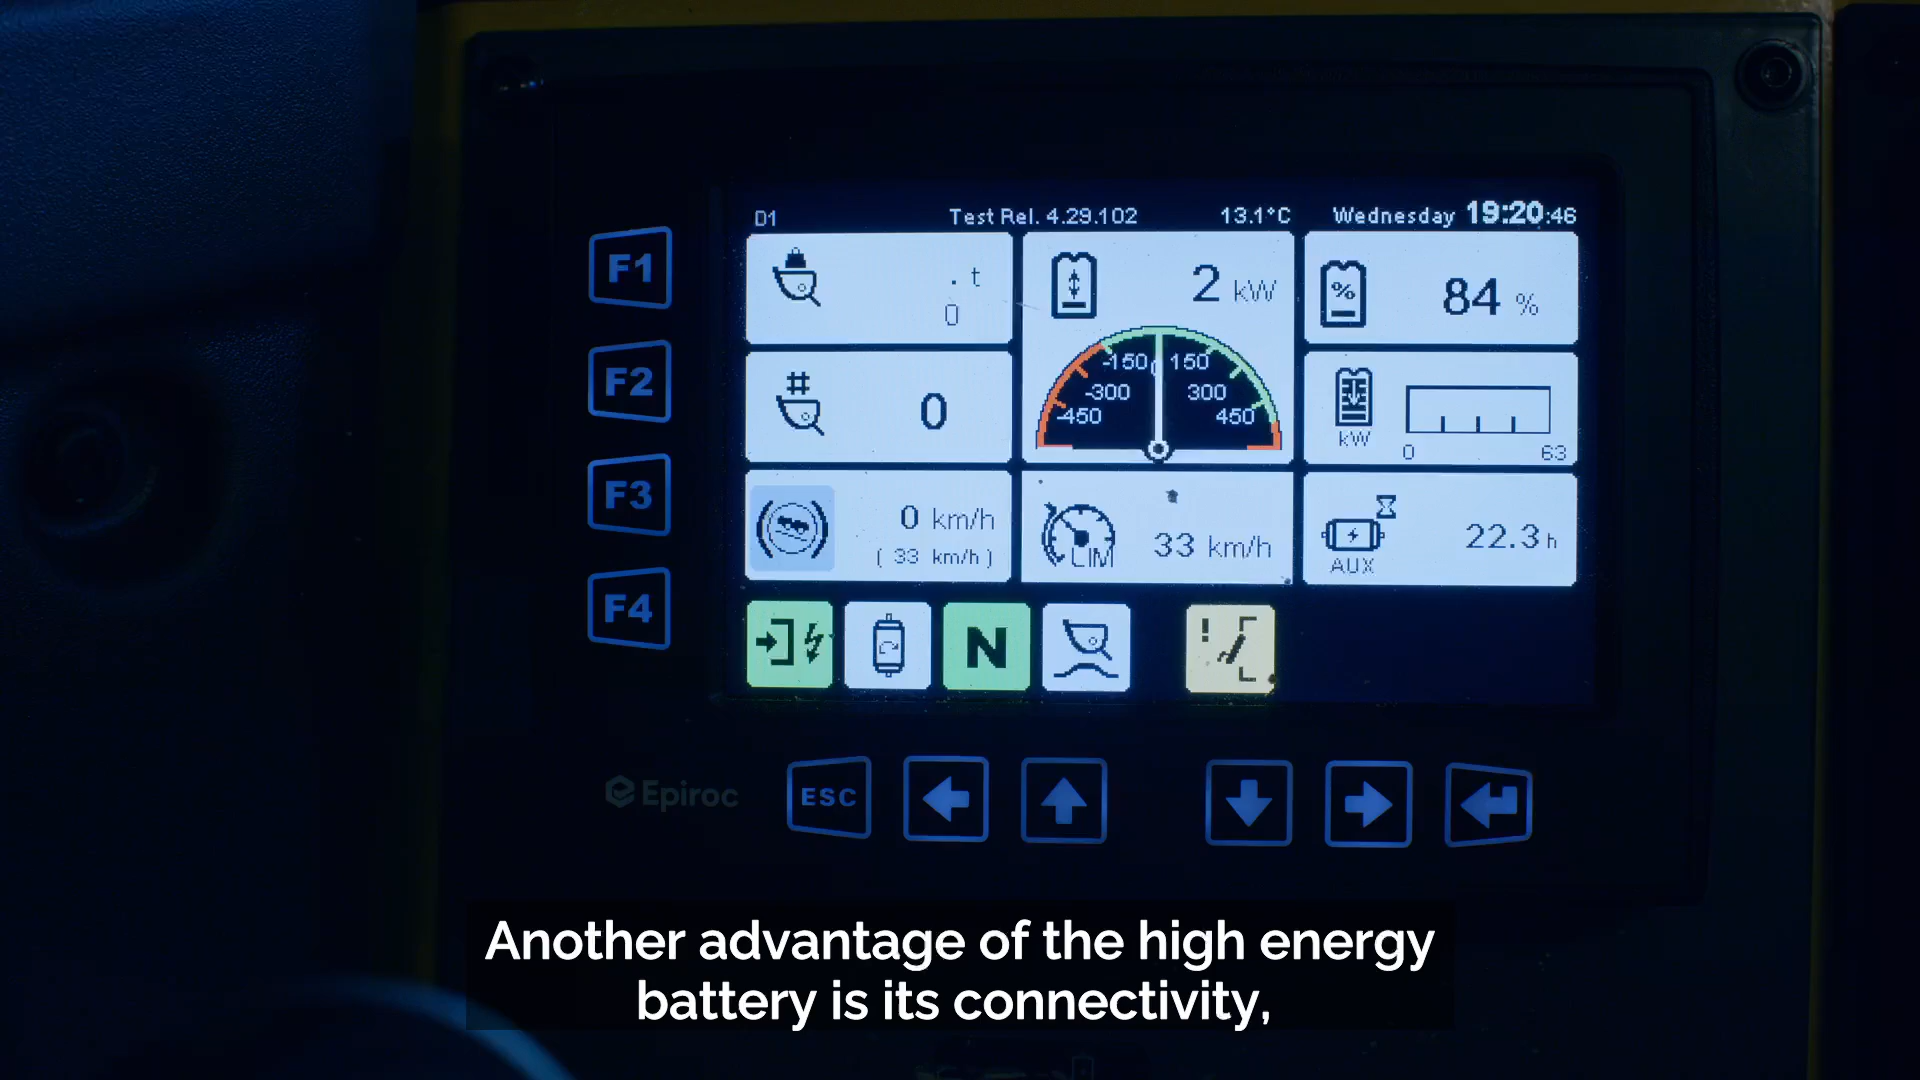 D1 Test Rel. 4.29.102 13.1°C Wednesday 19:20:46
F1
F2
F3
F4
. t
0
# 0
0 km/h
( 33 km/h )
2 kW
-150 0 150
-300 300
-450 450
LIM 33 km/h
% 84 %
kW
0 63
22.3 h
AUX
N
!
Epiroc
ESC
Another advantage of the high energy
battery is its connectivity,